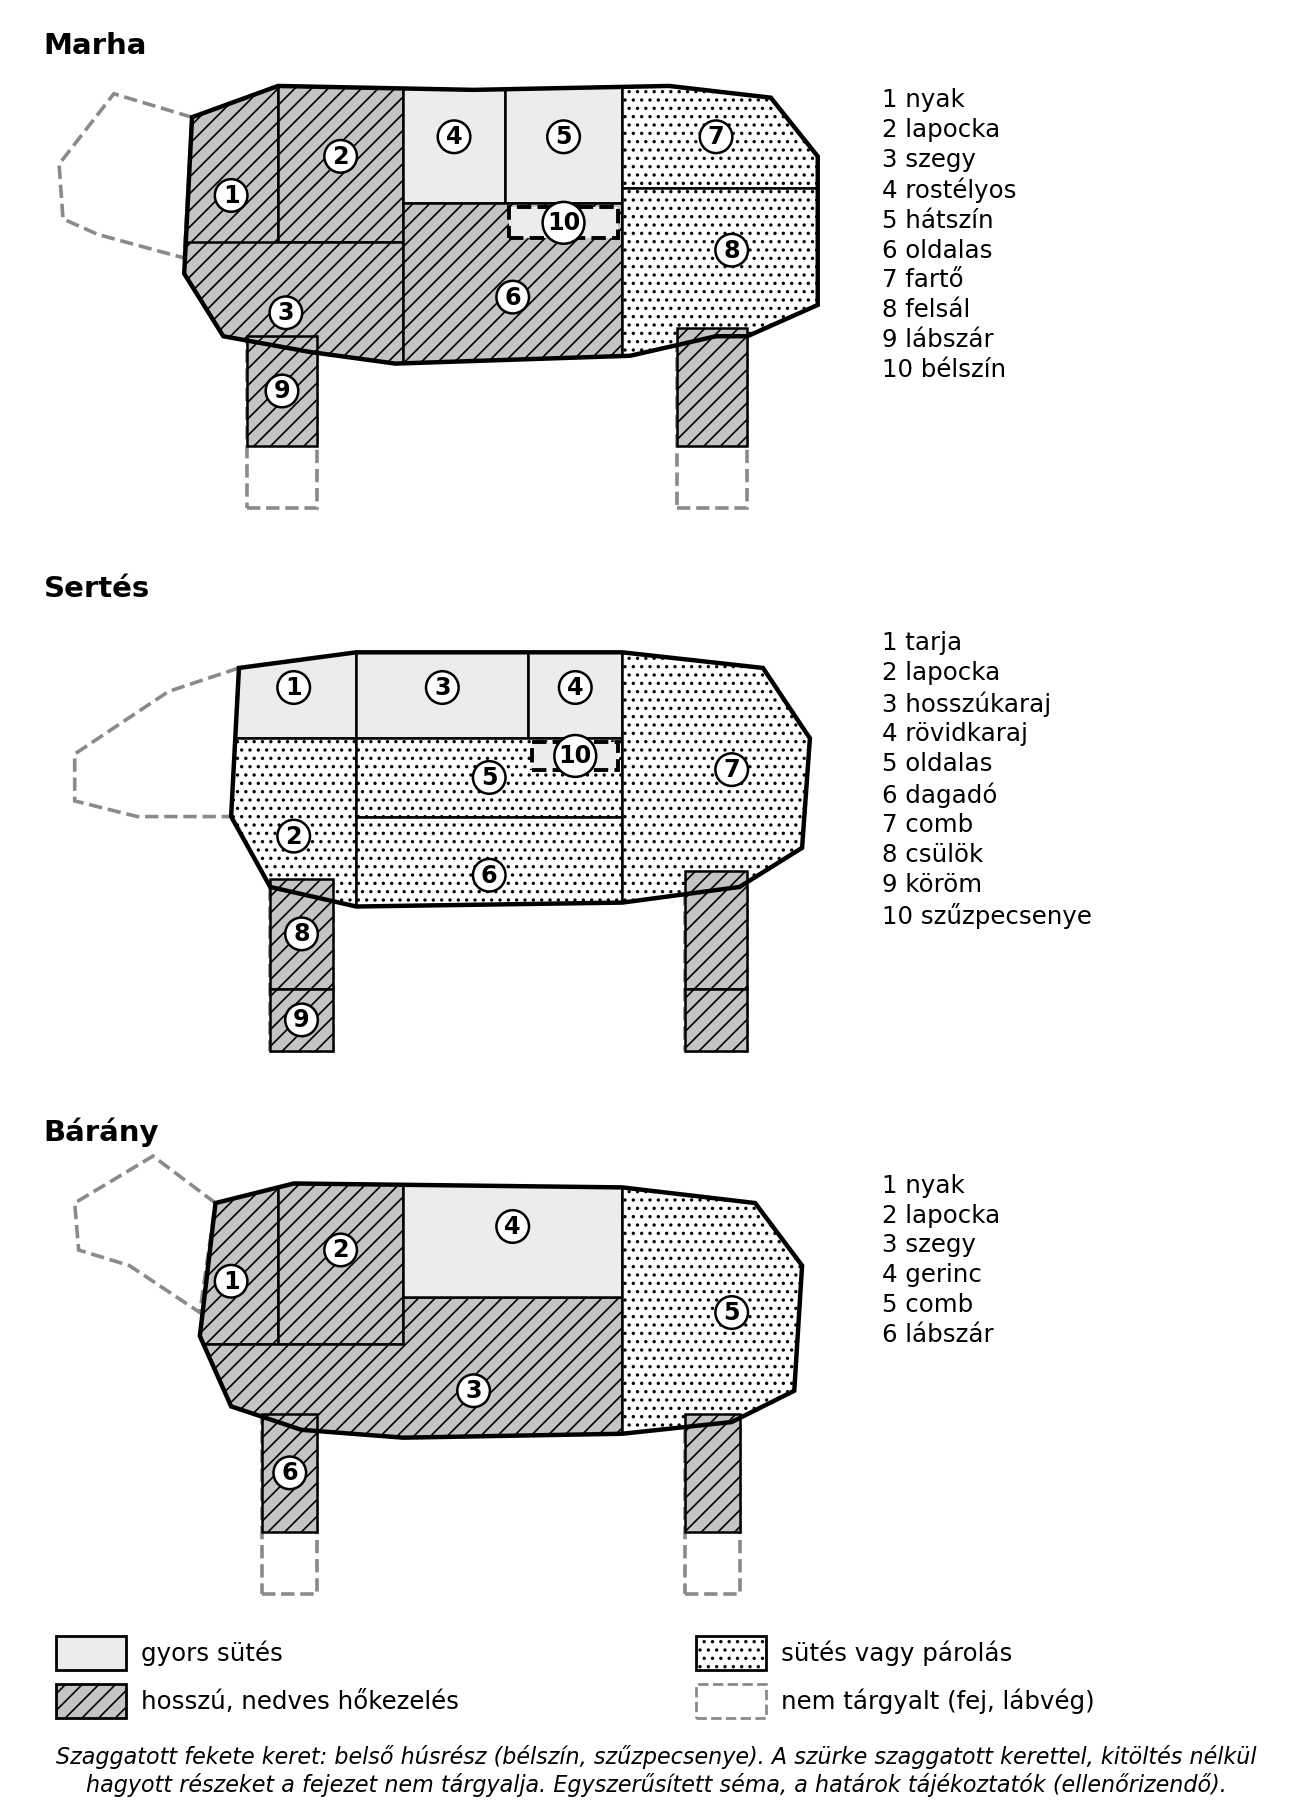 Marha
1
2
3
4
5
6
7
8
9
10
1 nyak
2 lapocka
3 szegy
4 rostélyos
5 hátszín
6 oldalas
7 fartő
8 felsál
9 lábszár
10 bélszín
Sertés
1
2
3
4
5
6
7
8
9
10
1 tarja
2 lapocka
3 hosszúkaraj
4 rövidkaraj
5 oldalas
6 dagadó
7 comb
8 csülök
9 köröm
10 szűzpecsenye
Bárány
1
2
3
4
5
6
1 nyak
2 lapocka
3 szegy
4 gerinc
5 comb
6 lábszár
gyors sütés
sütés vagy párolás
hosszú, nedves hőkezelés
nem tárgyalt (fej, lábvég)
Szaggatott fekete keret: belső húsrész (bélszín, szűzpecsenye). A szürke szaggatott kerettel, kitöltés nélkül
hagyott részeket a fejezet nem tárgyalja. Egyszerűsített séma, a határok tájékoztatók (ellenőrizendő).